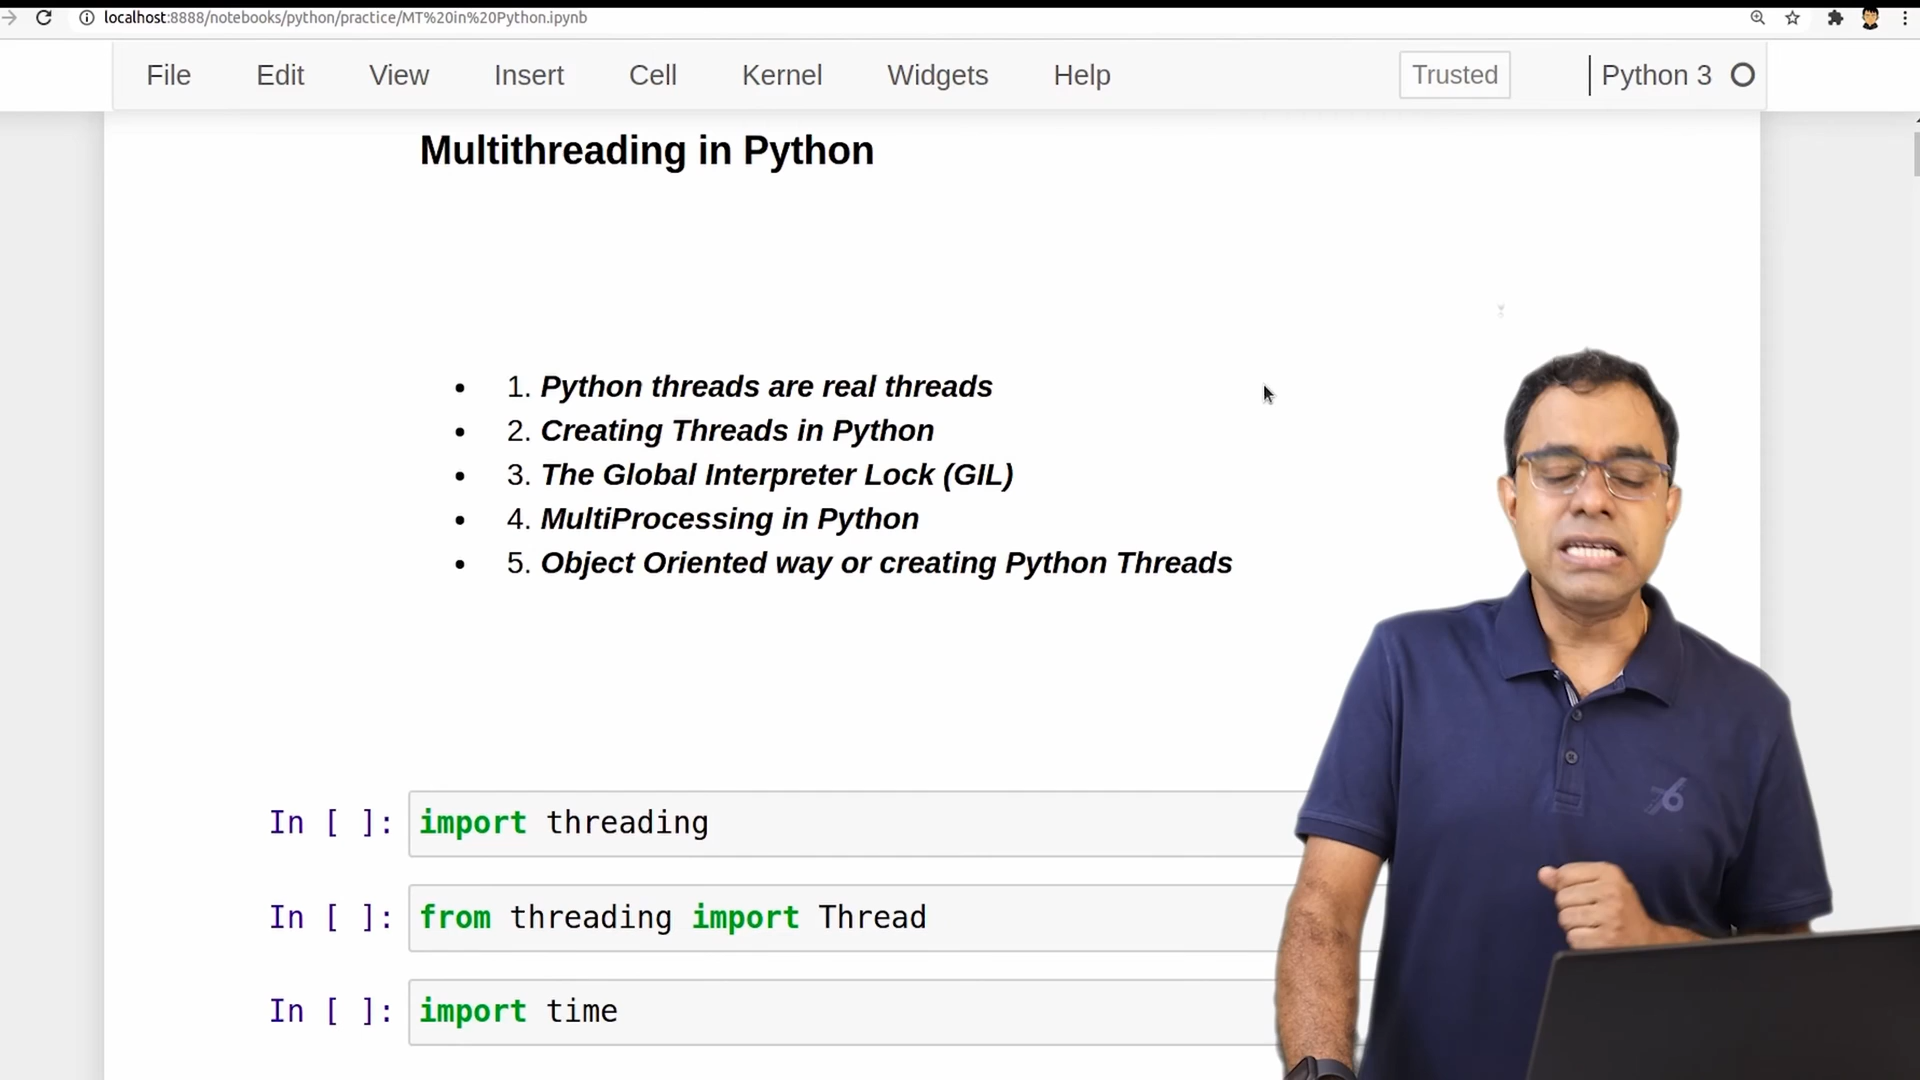 localhost:8888/notebooks/python/practice/MT%20in%20Python.ipynb
File Edit View Insert Cell Kernel Widgets Help Trusted Python 3
Multithreading in Python
1. Python threads are real threads
2. Creating Threads in Python
3. The Global Interpreter Lock (GIL)
4. MultiProcessing in Python
5. Object Oriented way or creating Python Threads
In [ ]: import threading
In [ ]: from threading import Thread
In [ ]: import time